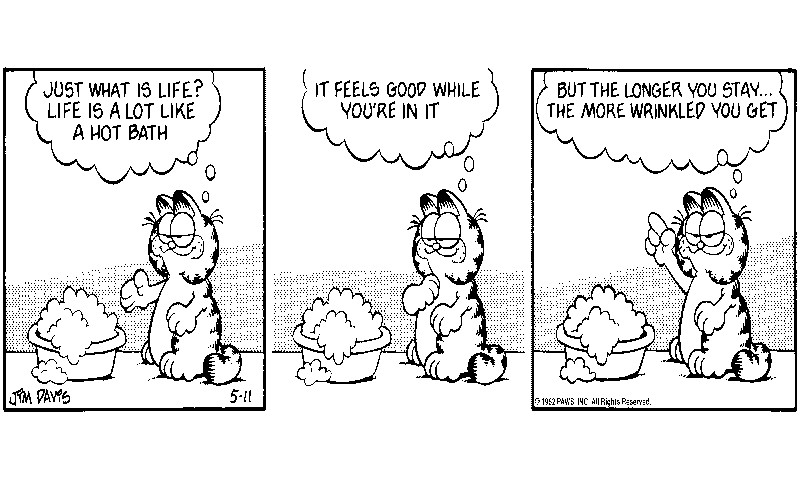 JUST WHAT IS LIFE?
LIFE IS A LOT LIKE
A HOT BATH
IT FEELS GOOD WHILE
YOU'RE IN IT
BUT THE LONGER YOU STAY...
THE MORE WRINKLED YOU GET
JIM DAVIS
5-11
© 1982 PAWS, INC. All Rights Reserved.